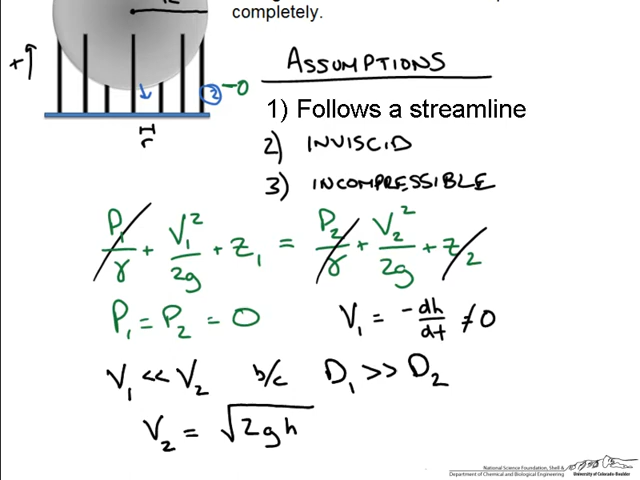 completely.
+
ASSUMPTIONS
2 -0
1) Follows a streamline
r
2) INVISCID
3) INCOMPRESSIBLE
P₁/γ + V₁²/2g + z₁ = P₂/γ + V₂²/2g + z₂
P₁ = P₂ = 0 V₁ = -dh/dt ≠ 0
V₁ << V₂ b/c D₁ >> D₂
V₂ = √2gh
National Science Foundation, Shell &
Department of Chemical and Biological Engineering University of Colorado Boulder